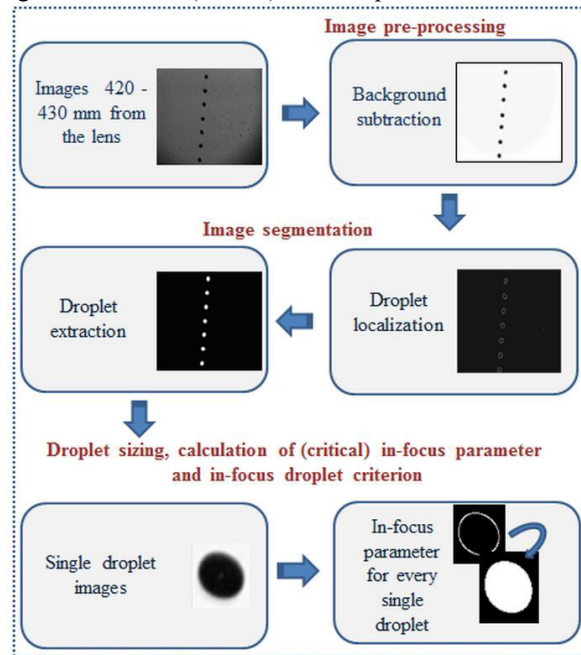 Image pre-processing
Images 420 -
430 mm from
the lens
Background
subtraction
Image segmentation
Droplet
extraction
Droplet
localization
Droplet sizing, calculation of (critical) in-focus parameter
and in-focus droplet criterion
Single droplet
images
In-focus
parameter
for every
single
droplet